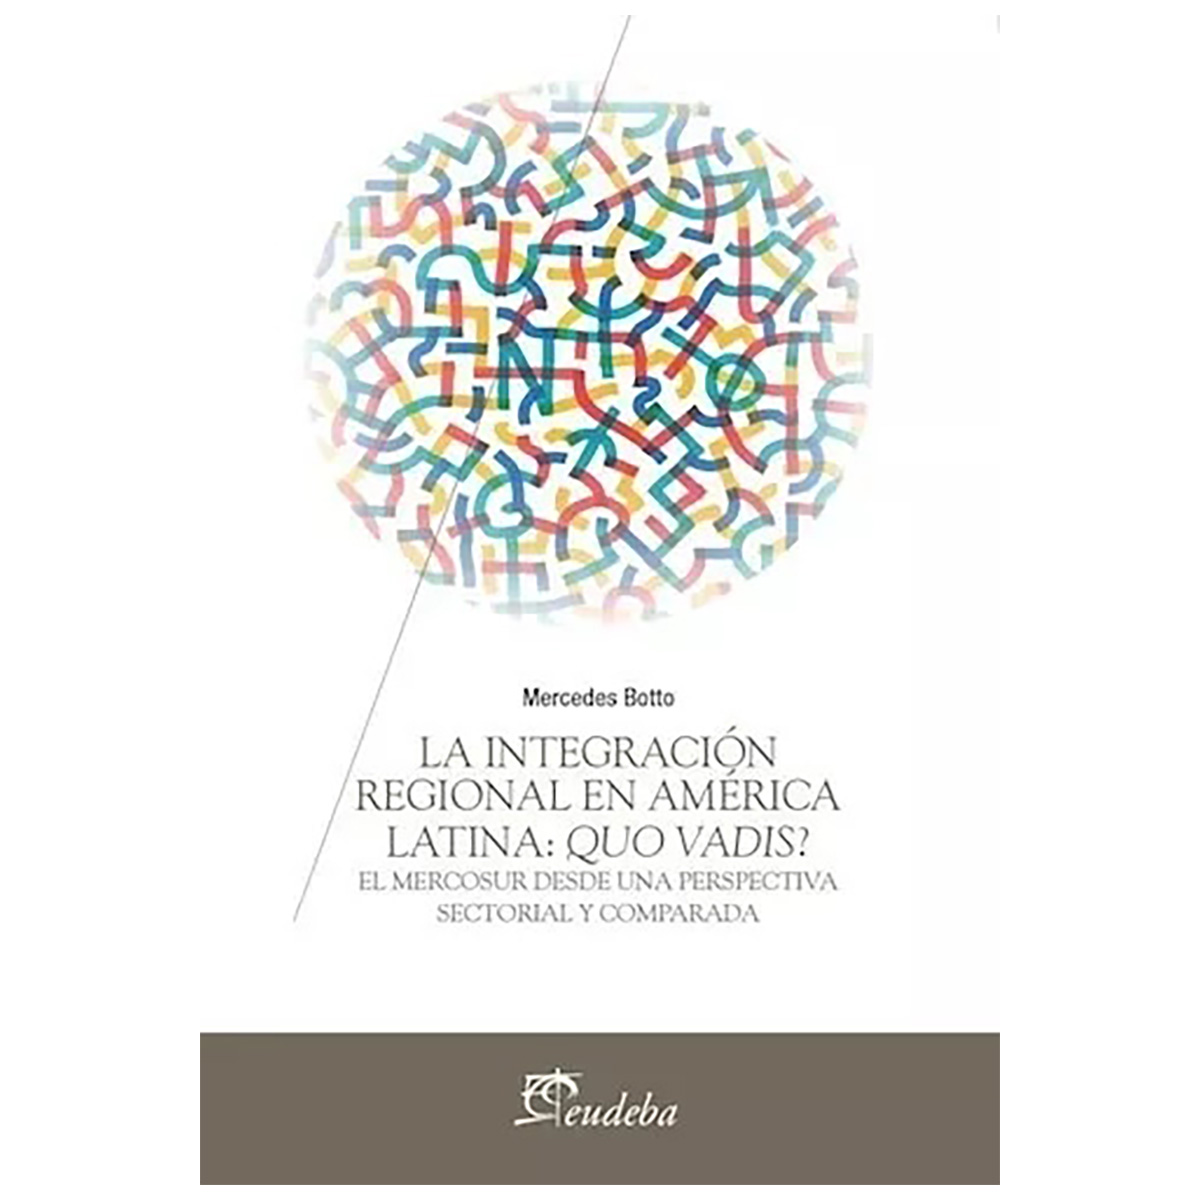 Mercedes Botto
LA INTEGRACIÓN
REGIONAL EN AMÉRICA
LATINA: QUO VADIS?
EL MERCOSUR DESDE UNA PERSPECTIVA
SECTORIAL Y COMPARADA
eudeba